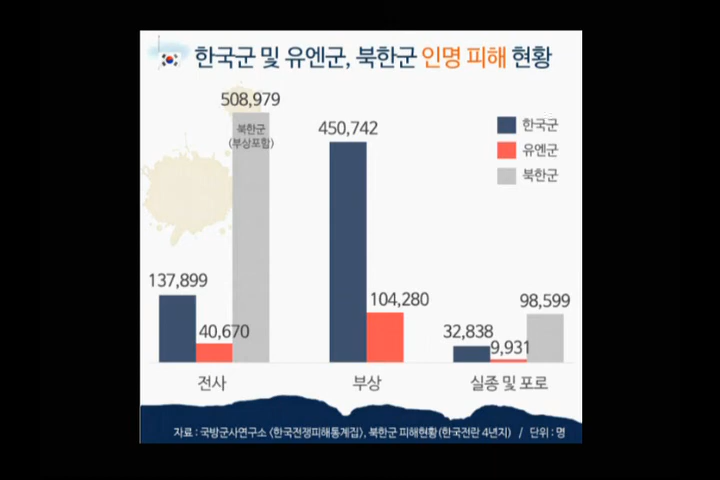 한국군 및 유엔군, 북한군 인명 피해 현황
508,979
북한군
(부상포함)
450,742
한국군
유엔군
북한군
137,899
40,670
104,280
32,838
9,931
98,599
전사
부상
실종 및 포로
자료 : 국방군사연구소 <한국전쟁피해통계집>, 북한군 피해현황(한국전란 4년지) / 단위 : 명